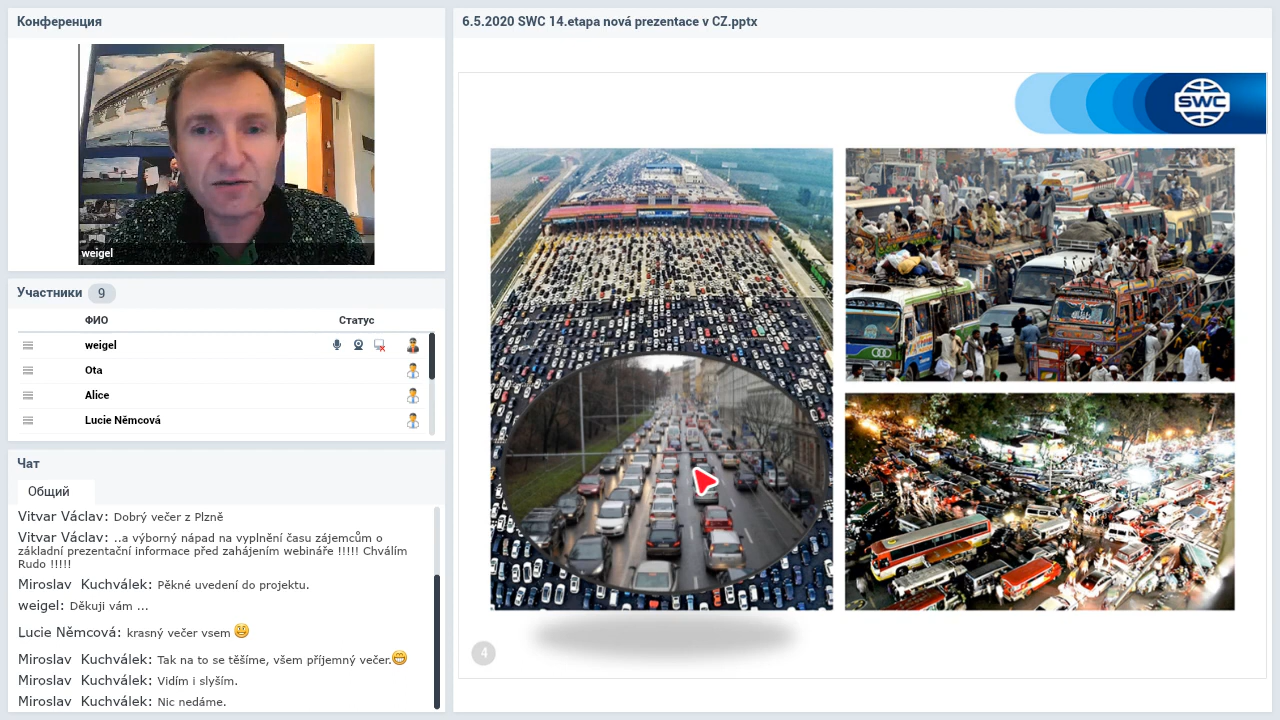 Конференция
weigel
Участники 9
ФИО Статус
weigel
Ota
Alice
Lucie Němcová
Чат
Общий
Vitvar Václav: Dobrý večer z Plzně
Vitvar Václav: ..a výborný nápad na vyplnění času zájemcům o
základní prezentační informace před zahájením webináře !!!!! Chválím
Rudo !!!!!
Miroslav Kuchválek: Pěkné uvedení do projektu.
weigel: Děkuji vám ...
Lucie Němcová: krasný večer vsem
Miroslav Kuchválek: Tak na to se těšíme, všem příjemný večer.
Miroslav Kuchválek: Vidím i slyším.
Miroslav Kuchválek: Nic nedáme.
6.5.2020 SWC 14.etapa nová prezentace v CZ.pptx
SWC
4